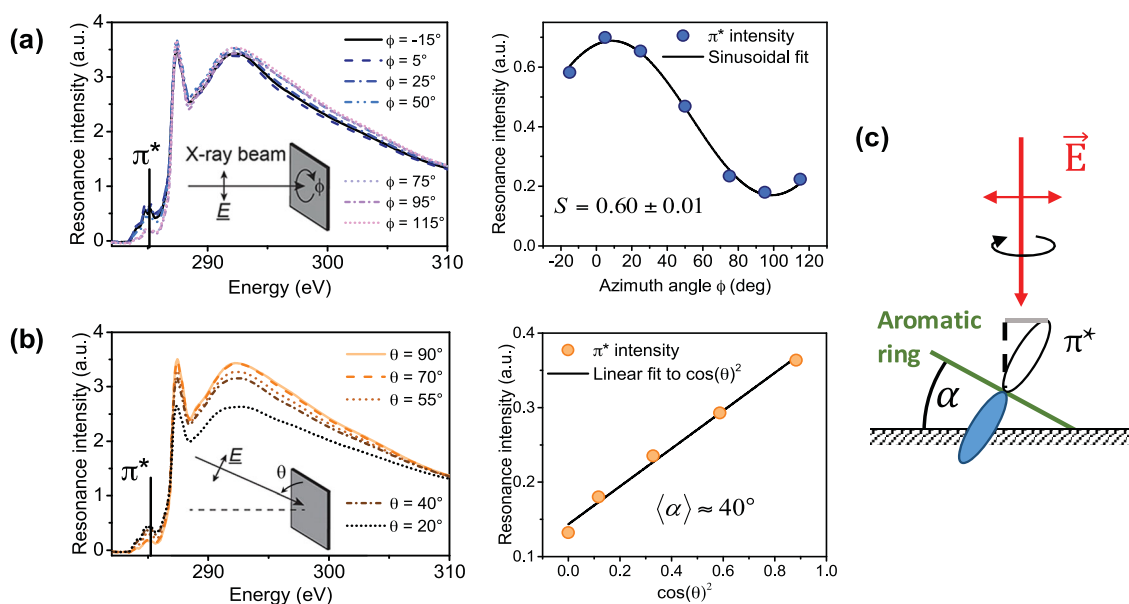 (a)
Resonance intensity (a.u.)
4
3
2
1
0
π*
X-ray beam
E
ϕ
ϕ = -15°
ϕ = 5°
ϕ = 25°
ϕ = 50°
ϕ = 75°
ϕ = 95°
ϕ = 115°
290 300 310
Energy (eV)
Resonance intensity (a.u.)
0.8
0.6
0.4
0.2
0.0
π* intensity
Sinusoidal fit
S = 0.60 ± 0.01
-20 0 20 40 60 80 100 120 140
Azimuth angle ϕ (deg)
(b)
Resonance intensity (a.u.)
4
3
2
1
0
π*
E
θ
θ = 90°
θ = 70°
θ = 55°
θ = 40°
θ = 20°
290 300 310
Energy (eV)
Resonance intensity (a.u.)
0.4
0.3
0.2
0.1
π* intensity
Linear fit to cos(θ)²
⟨α⟩ ≈ 40°
0.0 0.2 0.4 0.6 0.8 1.0
cos(θ)²
(c)
E
Aromatic
ring
π*
α